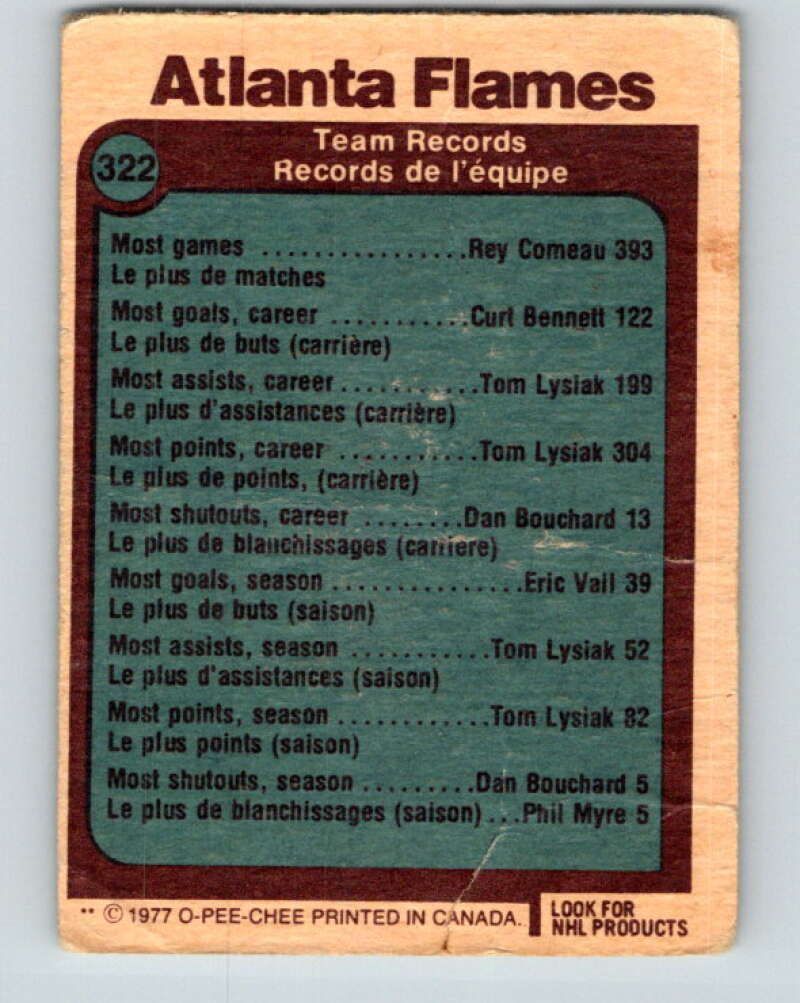 Atlanta Flames
322
Team Records
Records de l'équipe
Most games ................Rey Comeau 393
Le plus de matches
Most goals, career ...........Curt Bennett 122
Le plus de buts (carrière)
Most assists, career...........Tom Lysiak 199
Le plus d'assistances (carrière)
Most points, career ...........Tom Lysiak 304
Le plus de points, (carrière)
Most shutouts, career ........Dan Bouchard 13
Le plus de blanchissages (carrière)
Most goals, season ...............Eric Vail 39
Le plus de buts (saison)
Most assists, season ...........Tom Lysiak 52
Le plus d'assistances (saison)
Most points, season ............Tom Lysiak 82
Le plus points (saison)
Most shutouts, season .........Dan Bouchard 5
Le plus de blanchissages (saison) ...Phil Myre 5
** © 1977 O-PEE-CHEE PRINTED IN CANADA.
LOOK FOR
NHL PRODUCTS